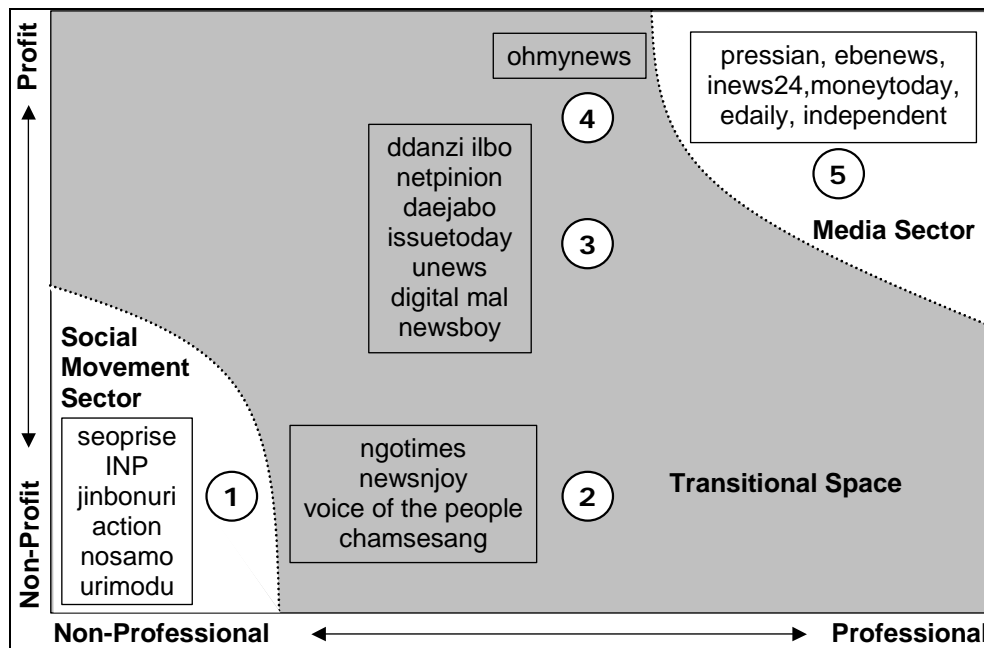 Profit
Non-Profit
ohmynews
4
pressian, ebenews,
inews24,moneytoday,
edaily, independent
5
Media Sector
ddanzi ilbo
netpinion
daejabo
issuetoday
unews
digital mal
newsboy
3
Social
Movement
Sector
seoprise
INP
jinbonuri
action
nosamo
urimodu
1
ngotimes
newsnjoy
voice of the people
chamsesang
2
Transitional Space
Non-Professional
Professional